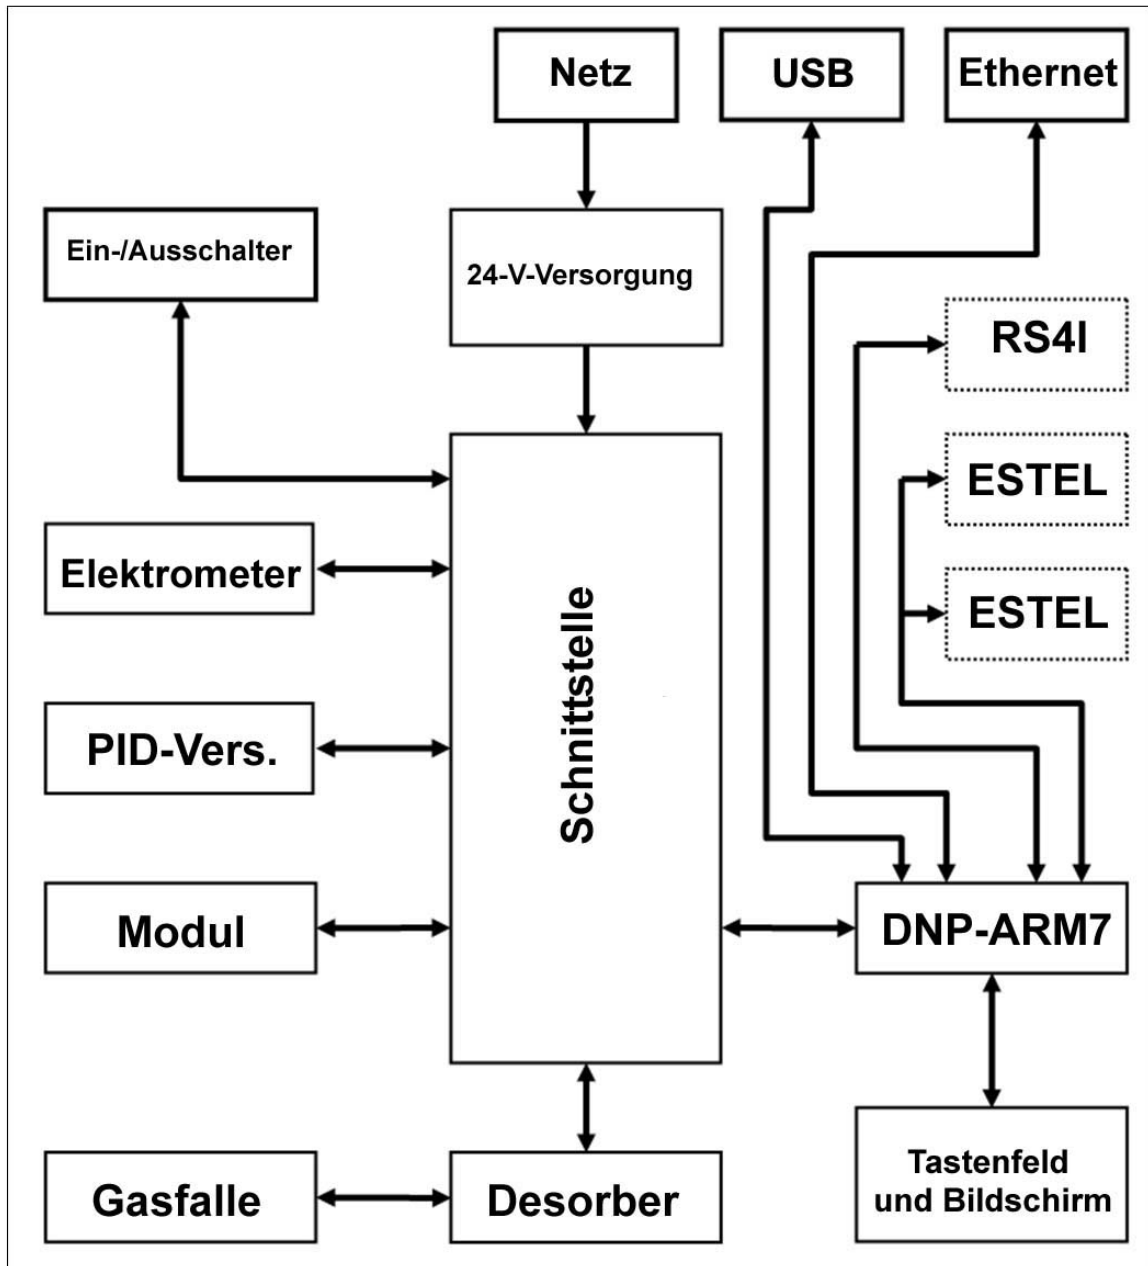 Netz
USB
Ethernet
Ein-/Ausschalter
24-V-Versorgung
RS4I
ESTEL
ESTEL
Elektrometer
Schnittstelle
PID-Vers.
Modul
DNP-ARM7
Gasfalle
Desorber
Tastenfeld
und Bildschirm